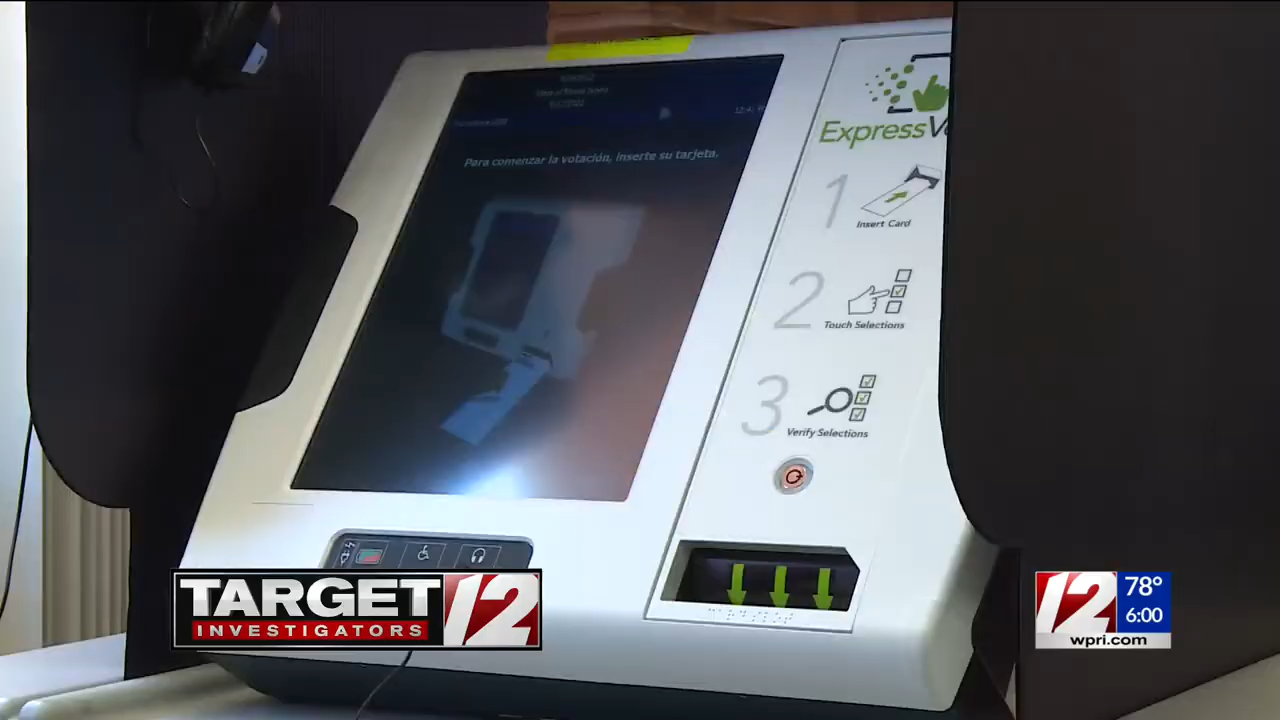 Para comenzar la votación, inserte su tarjeta.
ExpressV
1
Insert Card
2
Touch Selections
3
Verify Selections
TARGET 12
INVESTIGATORS
12
78°
6:00
wpri.com